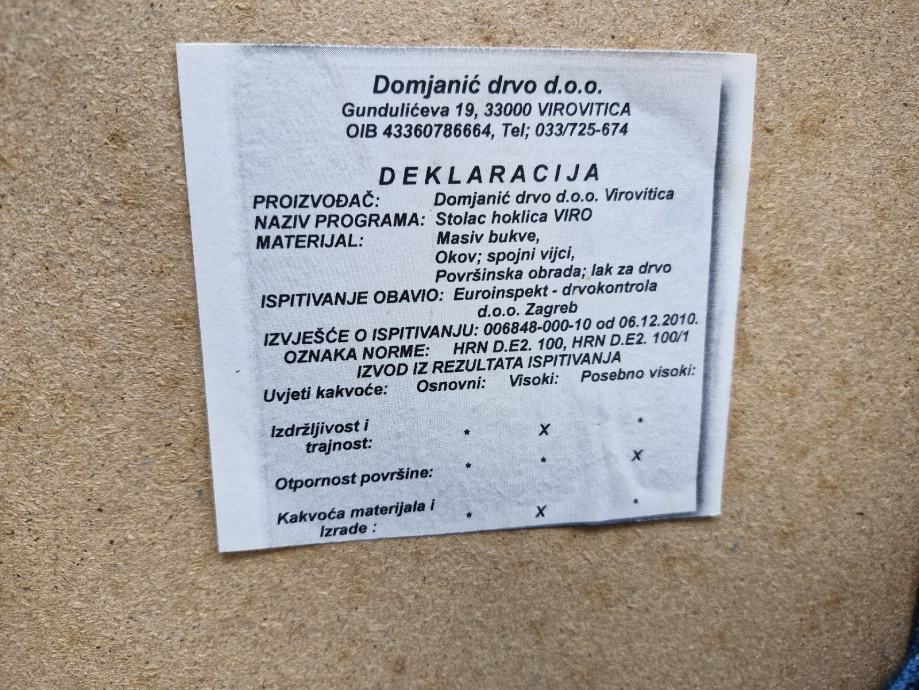 Domjanić drvo d.o.o.
Gundulićeva 19, 33000 VIROVITICA
OIB 43360786664, Tel; 033/725-674
DEKLARACIJA
PROIZVOĐAČ: Domjanić drvo d.o.o. Virovitica
NAZIV PROGRAMA: Stolac hoklica VIRO
MATERIJAL: Masiv bukve,
Okov; spojni vijci,
Površinska obrada; lak za drvo
ISPITIVANJE OBAVIO: Euroinspekt - drvokontrola
d.o.o. Zagreb
IZVJEŠĆE O ISPITIVANJU: 006848-000-10 od 06.12.2010.
OZNAKA NORME: HRN D.E2. 100, HRN D.E2. 100/1
IZVOD IZ REZULTATA ISPITIVANJA
Uvjeti kakvoće: Osnovni: Visoki: Posebno visoki:
Izdržljivost i
trajnost: * X *
Otpornost površine: * * X
Kakvoća materijala i
Izrade : * X *